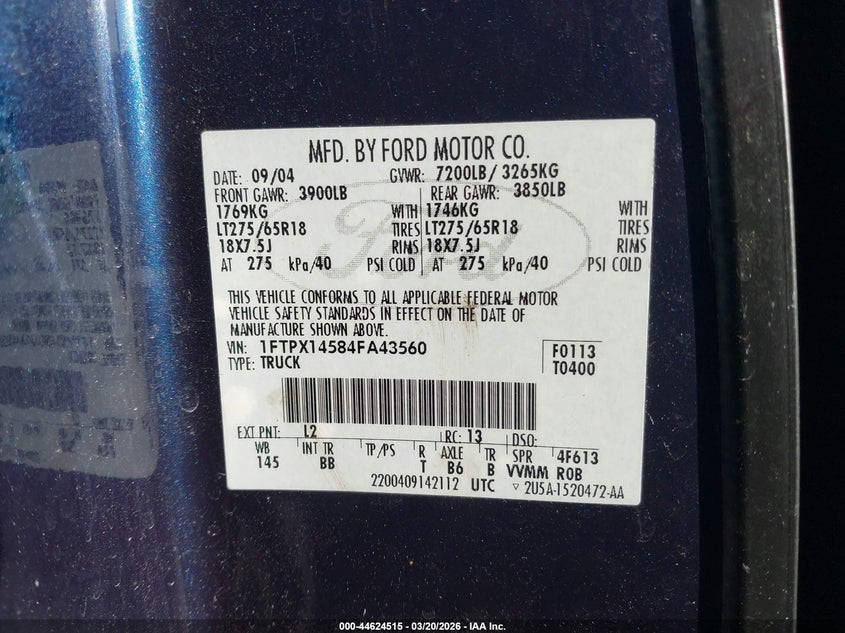 MFD. BY FORD MOTOR CO.
DATE: 09/04 GVWR: 7200LB/ 3265KG
FRONT GAWR: 3900LB REAR GAWR: 3850LB
1769KG WITH 1746KG WITH
LT275/65R18 TIRES LT275/65R18 TIRES
18X7.5J RIMS 18X7.5J RIMS
AT 275 kPa/40 PSI COLD AT 275 kPa/40 PSI COLD
Ford
THIS VEHICLE CONFORMS TO ALL APPLICABLE FEDERAL MOTOR
VEHICLE SAFETY STANDARDS IN EFFECT ON THE DATE OF
MANUFACTURE SHOWN ABOVE.
VIN: 1FTPX14584FA43560 F0113
TYPE: TRUCK T0400
EXT PNT: L2 RC: 13 DSO:
WB INT TR TP/PS R AXLE TR SPR 4F613
145 BB T B6 B VVMM ROB
2200409142112 UTC ▽ 2U5A-1520472-AA
000-44624515 - 03/20/2026 - IAA Inc.